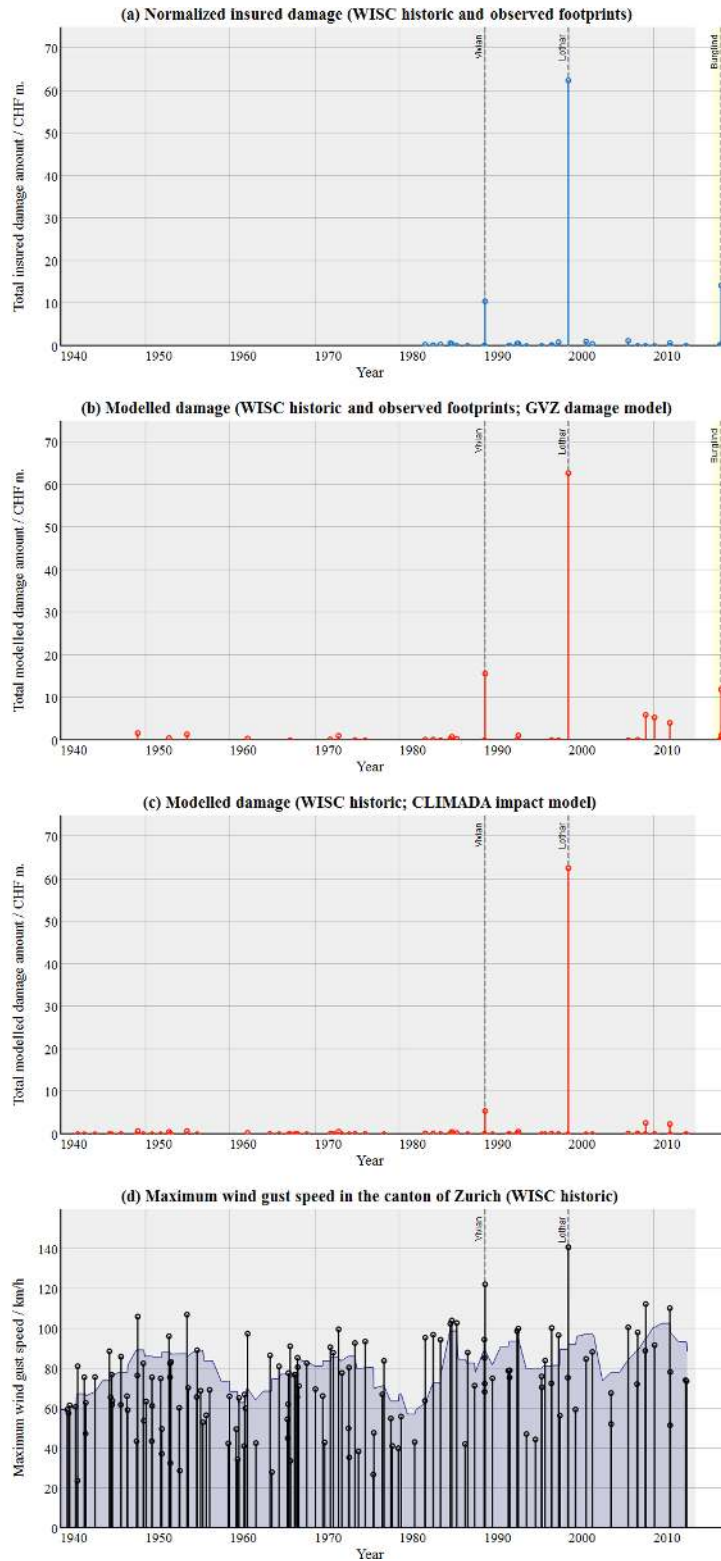 (a) Normalized insured damage (WISC historic and observed footprints)
Total insured damage amount / CHF m.
70
60
50
40
30
20
10
0
Vivian
Lothar
Burglind
1940 1950 1960 1970 1980 1990 2000 2010
Year
(b) Modelled damage (WISC historic and observed footprints; GVZ damage model)
Total modelled damage amount / CHF m.
70
60
50
40
30
20
10
0
Vivian
Lothar
Burglind
1940 1950 1960 1970 1980 1990 2000 2010
Year
(c) Modelled damage (WISC historic; CLIMADA impact model)
Total modelled damage amount / CHF m.
70
60
50
40
30
20
10
0
Vivian
Lothar
1940 1950 1960 1970 1980 1990 2000 2010
Year
(d) Maximum wind gust speed in the canton of Zurich (WISC historic)
Maximum wind gust speed / km/h
140
120
100
80
60
40
20
0
Vivian
Lothar
1940 1950 1960 1970 1980 1990 2000 2010
Year